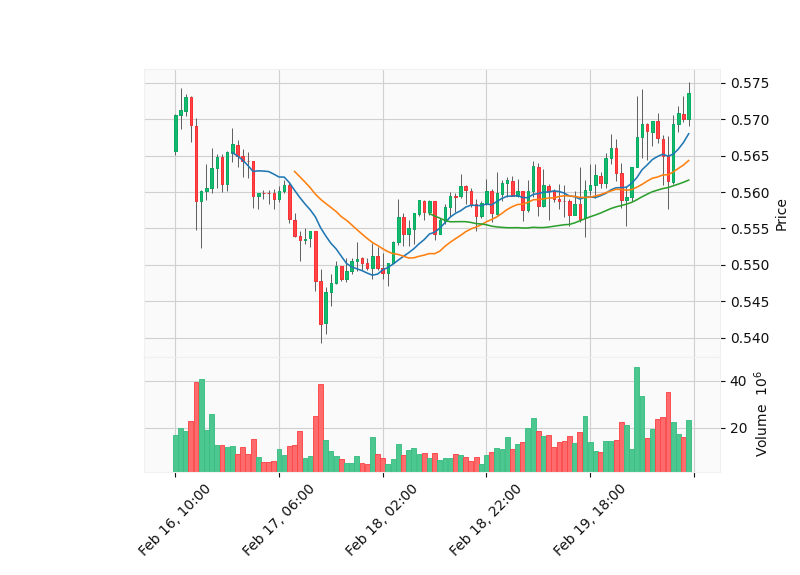 0.575
0.570
0.565
0.560
0.555
0.550
0.545
0.540
Price
40
20
Volume 10^6
Feb 16, 10:00
Feb 17, 06:00
Feb 18, 02:00
Feb 18, 22:00
Feb 19, 18:00